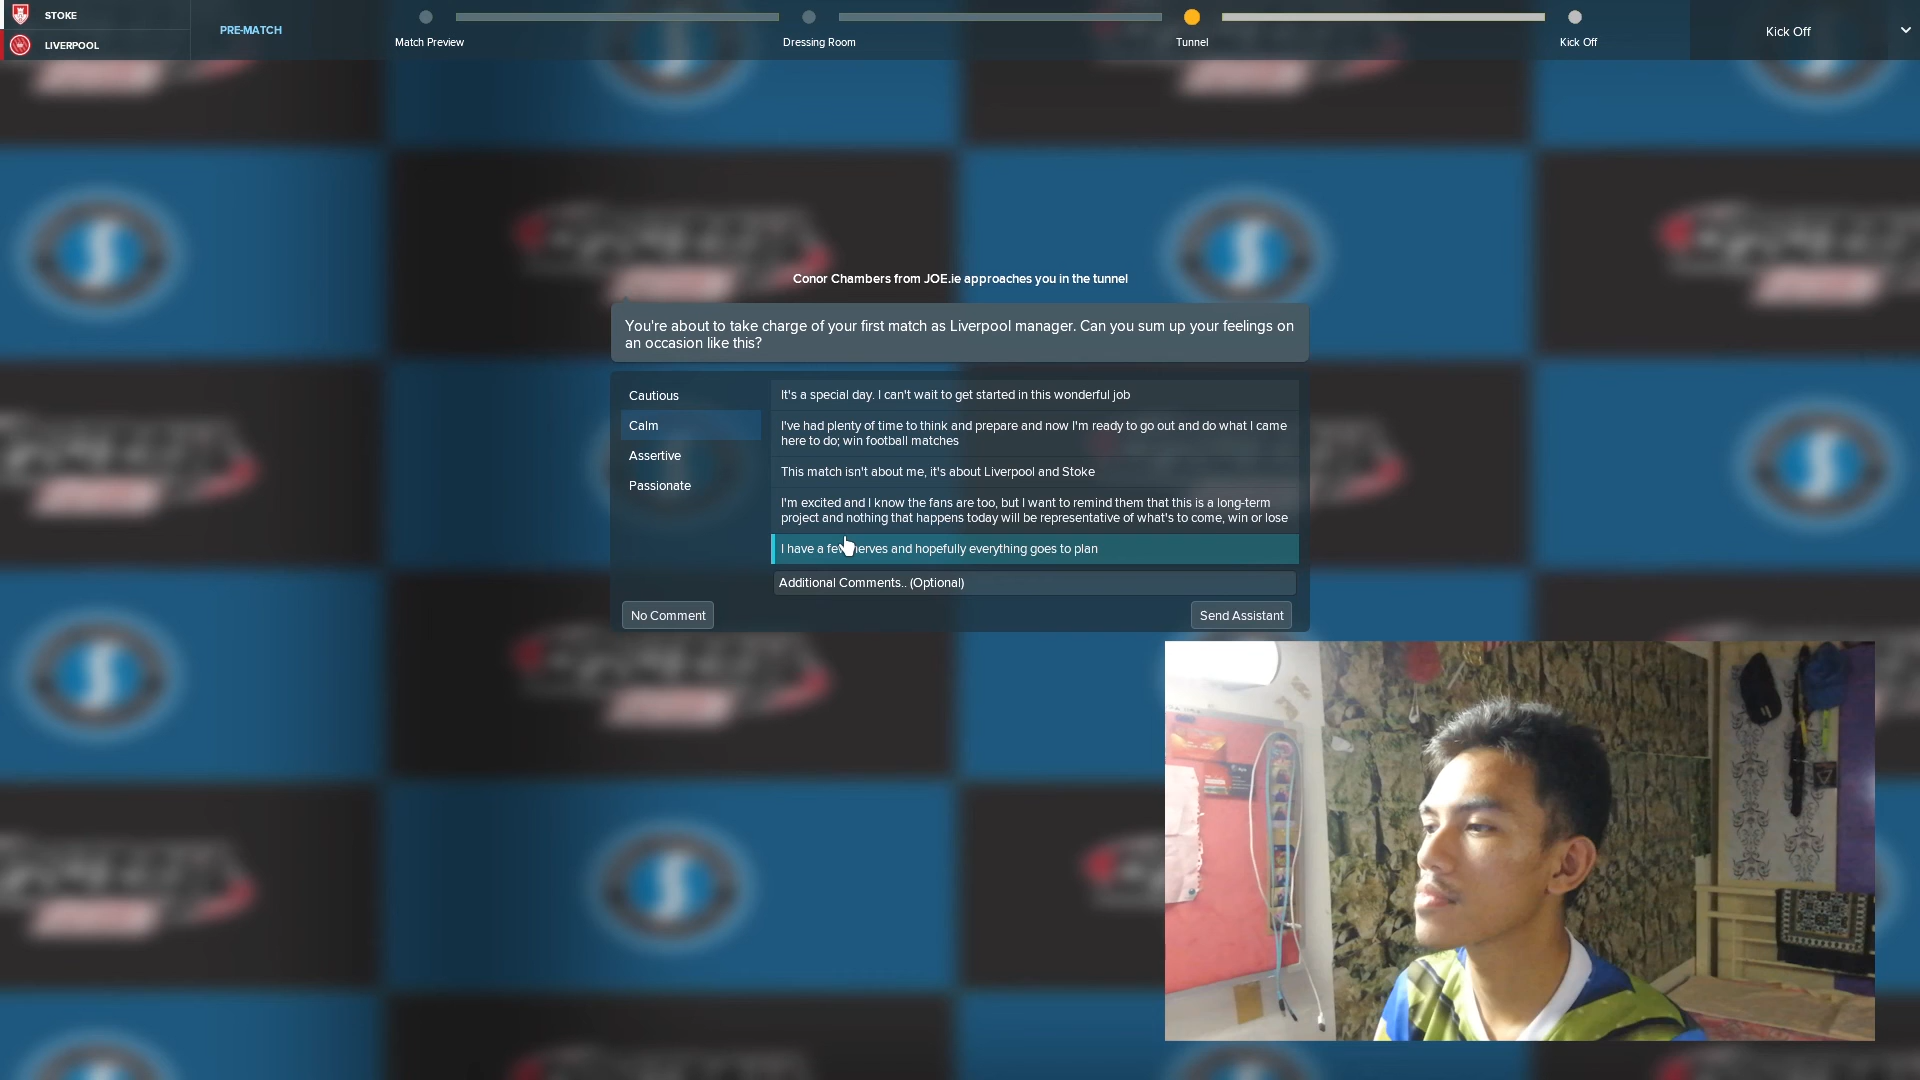 STOKE
LIVERPOOL
PRE-MATCH
Match Preview
Dressing Room
Tunnel
Kick Off
Kick Off
Conor Chambers from JOE.ie approaches you in the tunnel
You're about to take charge of your first match as Liverpool manager. Can you sum up your feelings on
an occasion like this?
Cautious
Calm
Assertive
Passionate
It's a special day. I can't wait to get started in this wonderful job
I've had plenty of time to think and prepare and now I'm ready to go out and do what I came
here to do; win football matches
This match isn't about me, it's about Liverpool and Stoke
I'm excited and I know the fans are too, but I want to remind them that this is a long-term
project and nothing that happens today will be representative of what's to come, win or lose
I have a few nerves and hopefully everything goes to plan
Additional Comments.. (Optional)
No Comment
Send Assistant